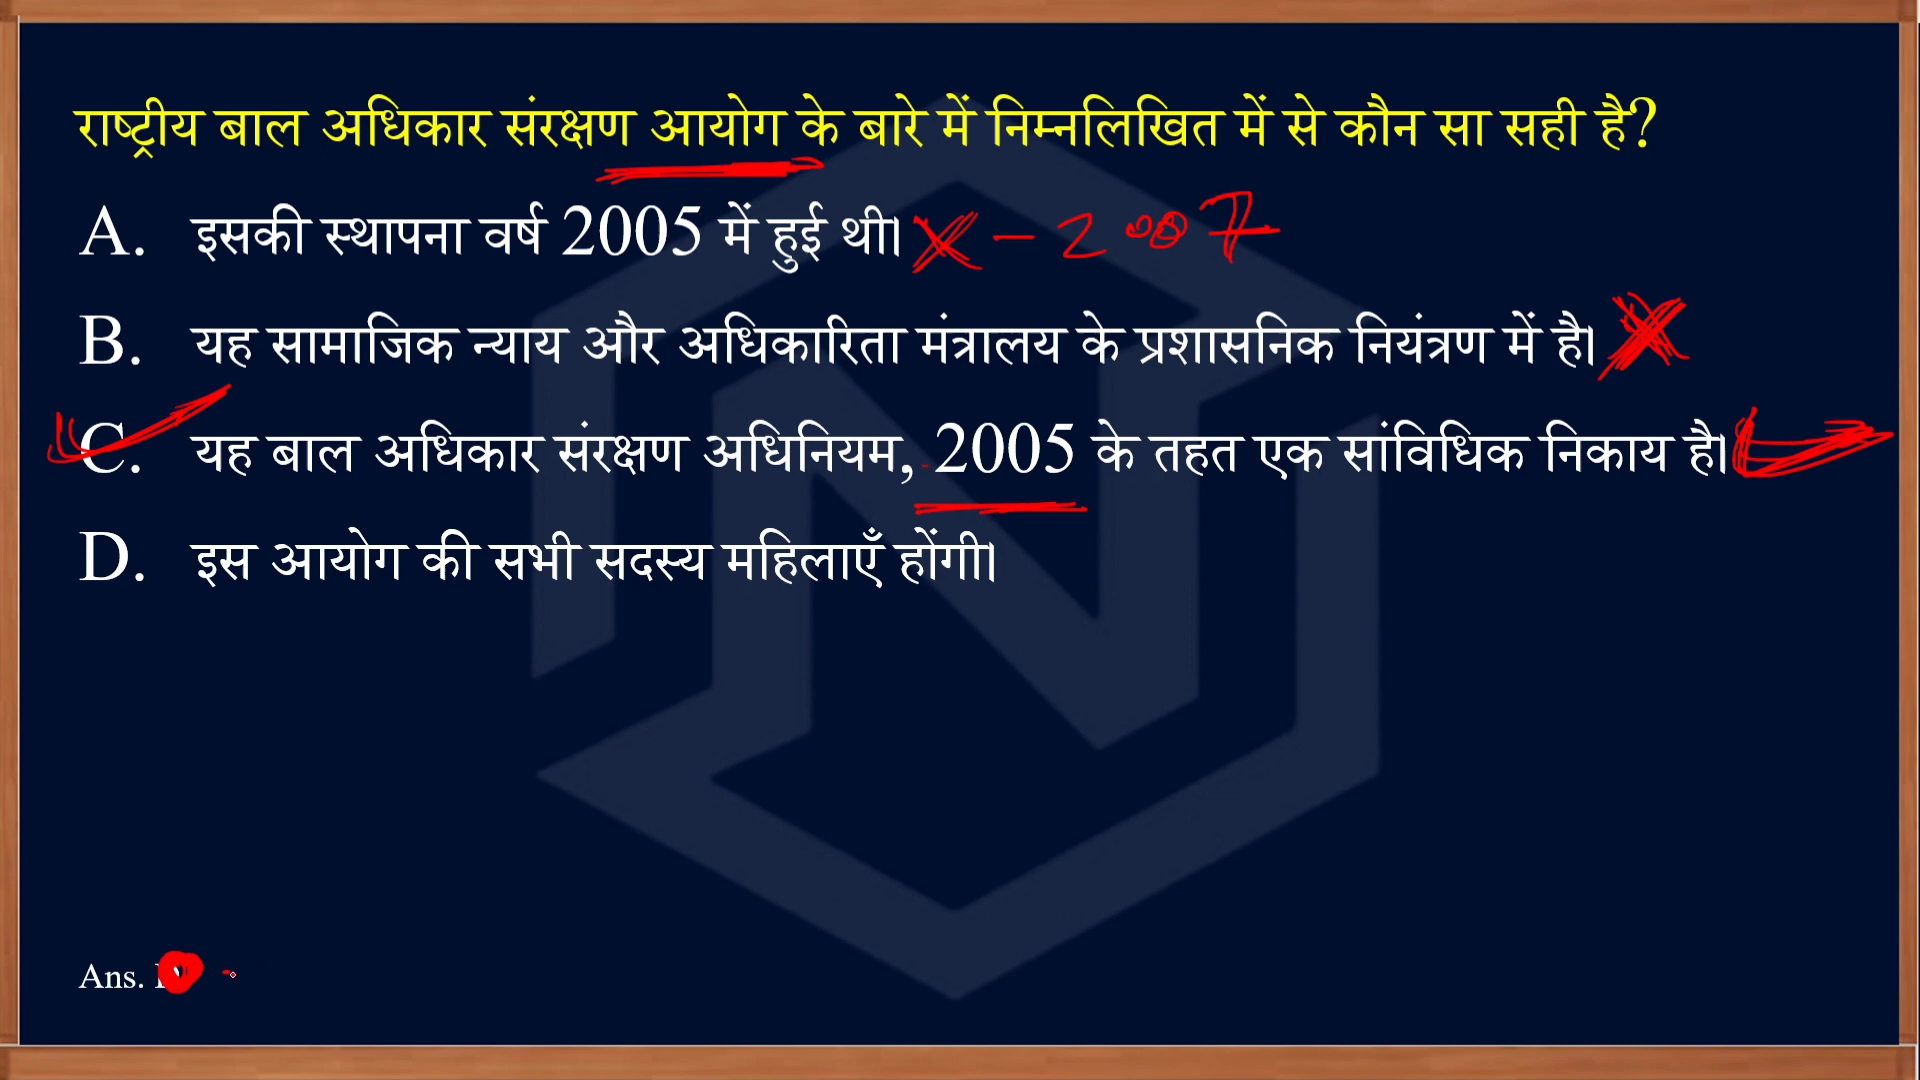 राष्ट्रीय बाल अधिकार संरक्षण आयोग के बारे में निम्नलिखित में से कौन सा सही है?
A. इसकी स्थापना वर्ष 2005 में हुई थी। X - 2007
B. यह सामाजिक न्याय और अधिकारिता मंत्रालय के प्रशासनिक नियंत्रण में है।
C. यह बाल अधिकार संरक्षण अधिनियम, 2005 के तहत एक सांविधिक निकाय है।
D. इस आयोग की सभी सदस्य महिलाएँ होंगी।
Ans.